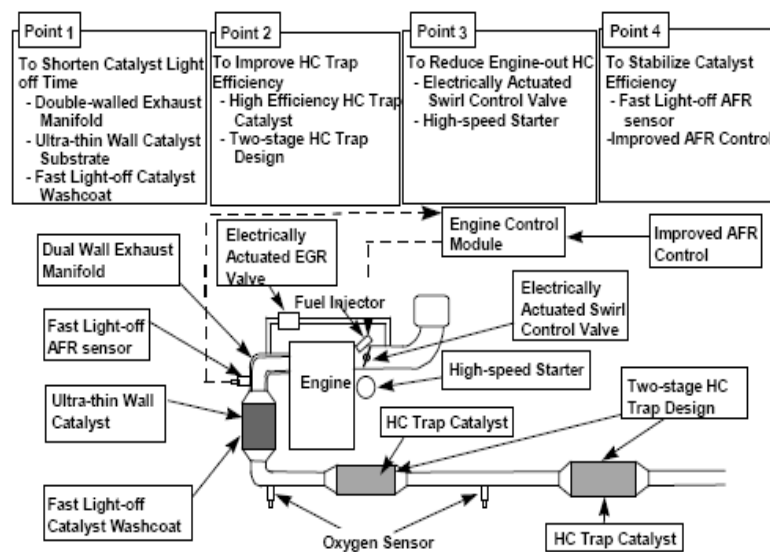 Point 1
To Shorten Catalyst Light
off Time
- Double-walled Exhaust
Manifold
- Ultra-thin Wall Catalyst
Substrate
- Fast Light-off Catalyst
Washcoat
Point 2
To Improve HC Trap
Efficiency
- High Efficiency HC Trap
Catalyst
- Two-stage HC Trap
Design
Point 3
To Reduce Engine-out HC
- Electrically Actuated
Swirl Control Valve
- High-speed Starter
Point 4
To Stabilize Catalyst
Efficiency
- Fast Light-off AFR
sensor
-Improved AFR Control
Dual Wall Exhaust
Manifold
Electrically
Actuated EGR
Valve
Engine Control
Module
Improved AFR
Control
Fuel Injector
Electrically
Actuated Swirl
Control Valve
Fast Light-off
AFR sensor
Engine
High-speed Starter
Ultra-thin Wall
Catalyst
HC Trap Catalyst
Two-stage HC
Trap Design
Fast Light-off
Catalyst Washcoat
Oxygen Sensor
HC Trap Catalyst